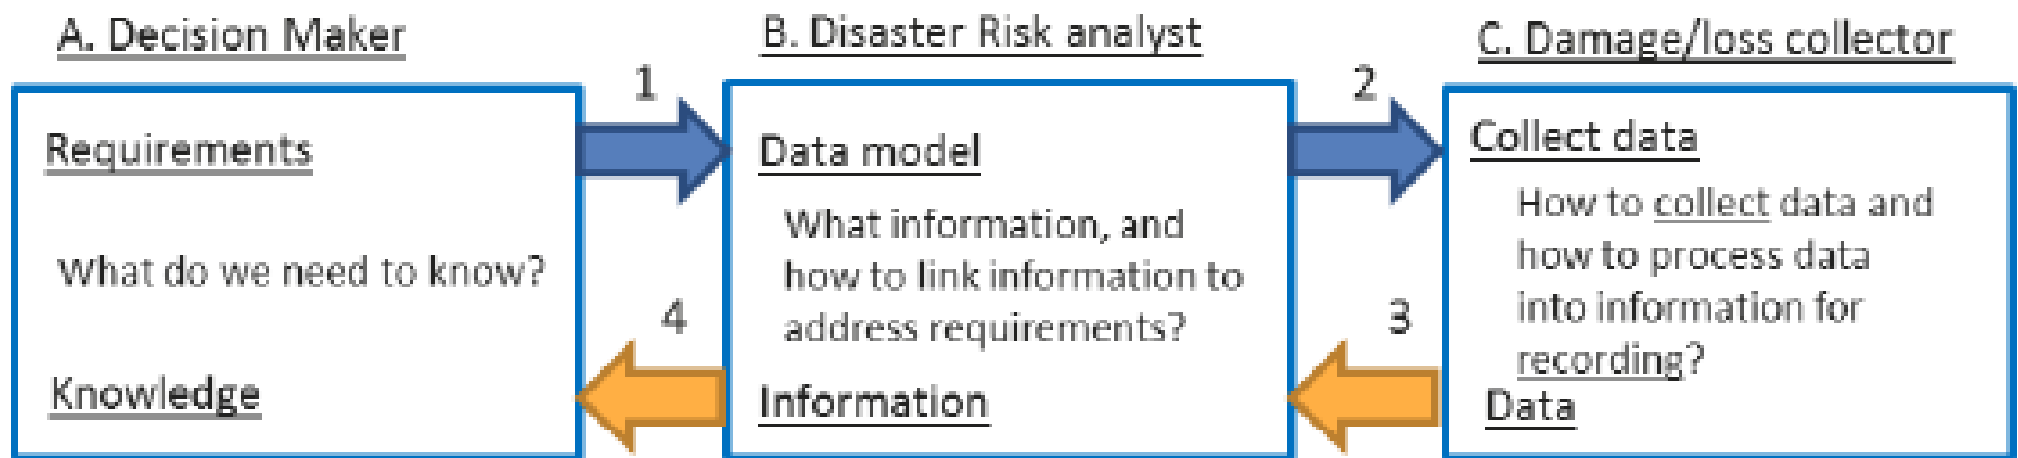 A. Decision Maker
Requirements
What do we need to know?
Knowledge
1
4
B. Disaster Risk analyst
Data model
What information, and
how to link information to
address requirements?
Information
2
3
C. Damage/loss collector
Collect data
How to collect data and
how to process data
into information for
recording?
Data